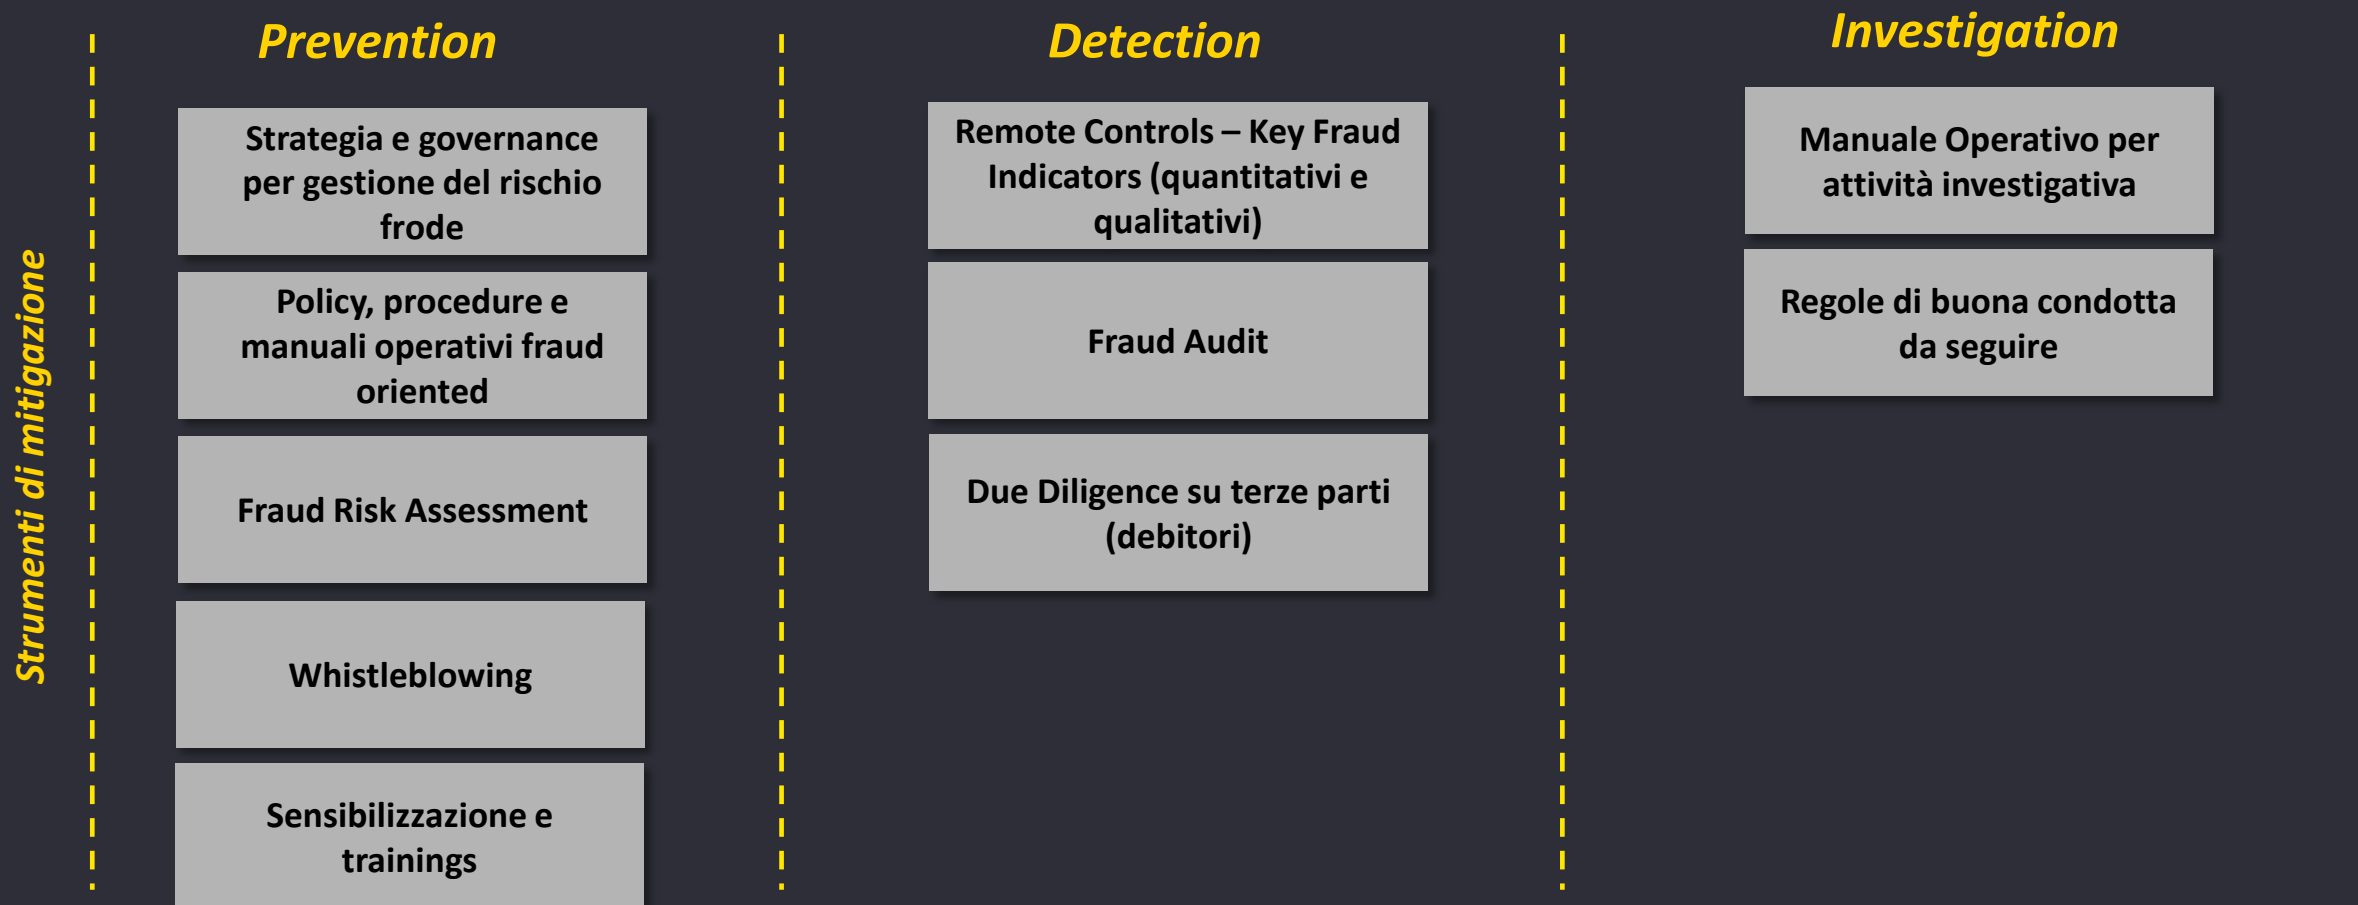 Strumenti di mitigazione
Prevention
Strategia e governance
per gestione del rischio
frode
Policy, procedure e
manuali operativi fraud
oriented
Fraud Risk Assessment
Whistleblowing
Sensibilizzazione e
trainings
Detection
Remote Controls – Key Fraud
Indicators (quantitativi e
qualitativi)
Fraud Audit
Due Diligence su terze parti
(debitori)
Investigation
Manuale Operativo per
attività investigativa
Regole di buona condotta
da seguire